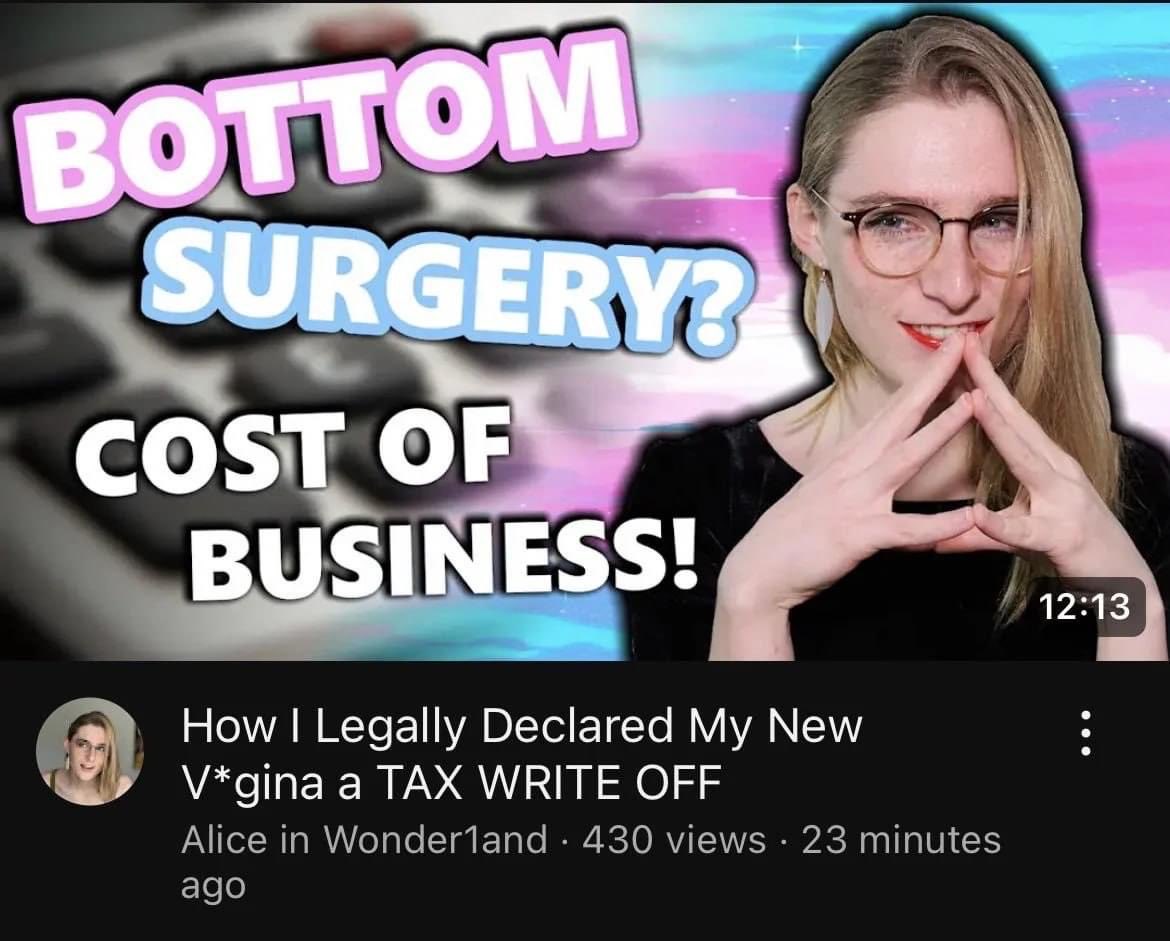 BOTTOM
SURGERY?
COST OF
BUSINESS!
12:13
How I Legally Declared My New
V*gina a TAX WRITE OFF
Alice in Wonder1and · 430 views · 23 minutes
ago